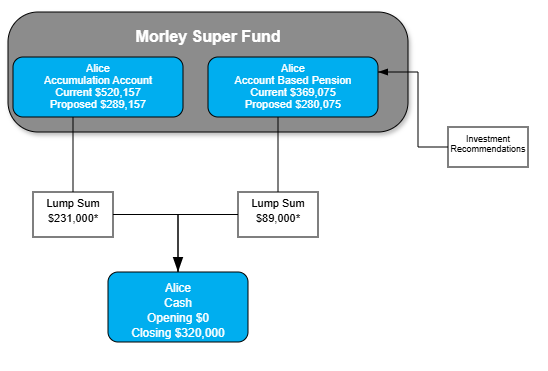 Morley Super Fund
Alice
Accumulation Account
Current $520,157
Proposed $289,157
Alice
Account Based Pension
Current $369,075
Proposed $280,075
Investment
Recommendations
Lump Sum
$231,000*
Lump Sum
$89,000*
Alice
Cash
Opening $0
Closing $320,000